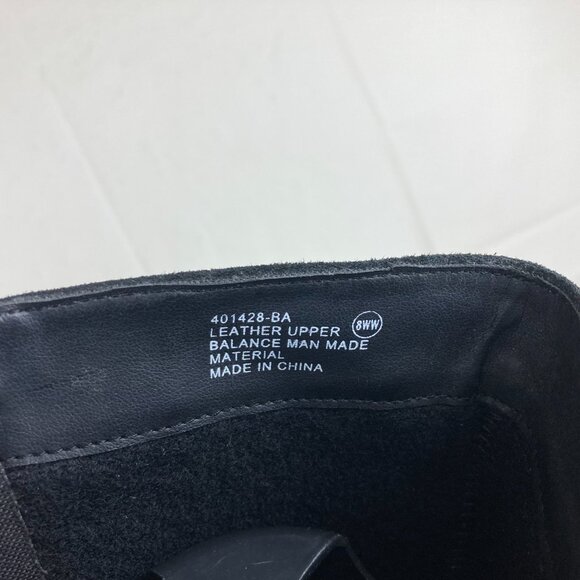 401428-BA
LEATHER UPPER
8WW
BALANCE MAN MADE
MATERIAL
MADE IN CHINA